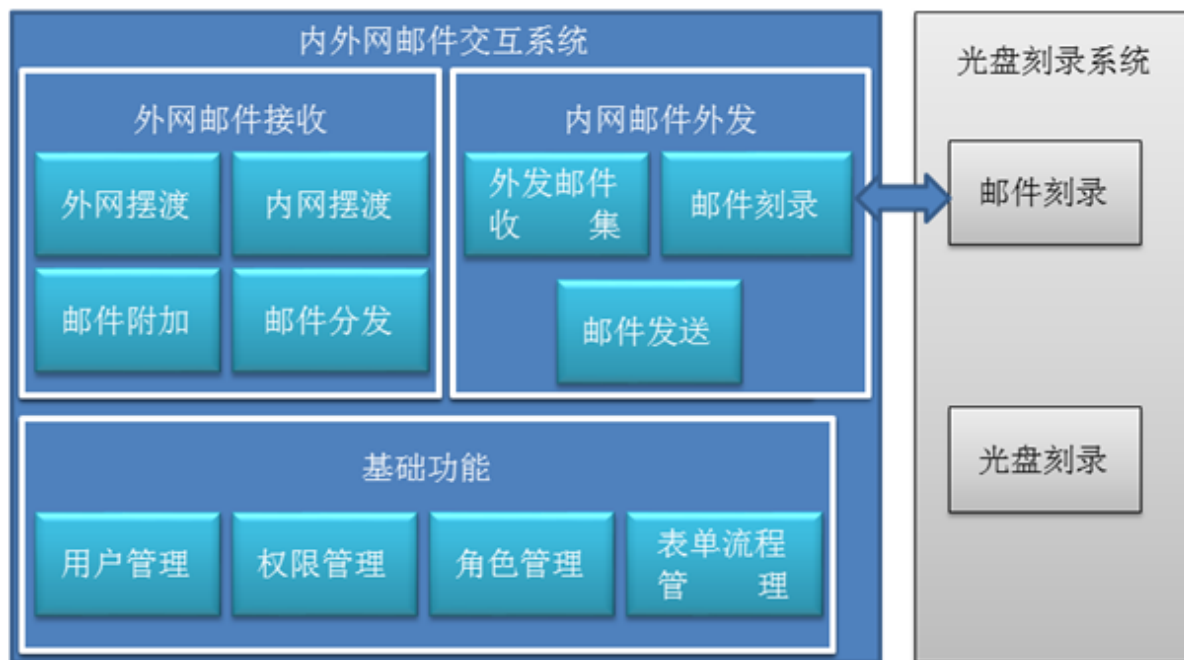 内外网邮件交互系统
外网邮件接收
外网摆渡
内网摆渡
邮件附加
邮件分发
内网邮件外发
外发邮件
收 集
邮件刻录
邮件发送
基础功能
用户管理
权限管理
角色管理
表单流程
管 理
光盘刻录系统
邮件刻录
光盘刻录